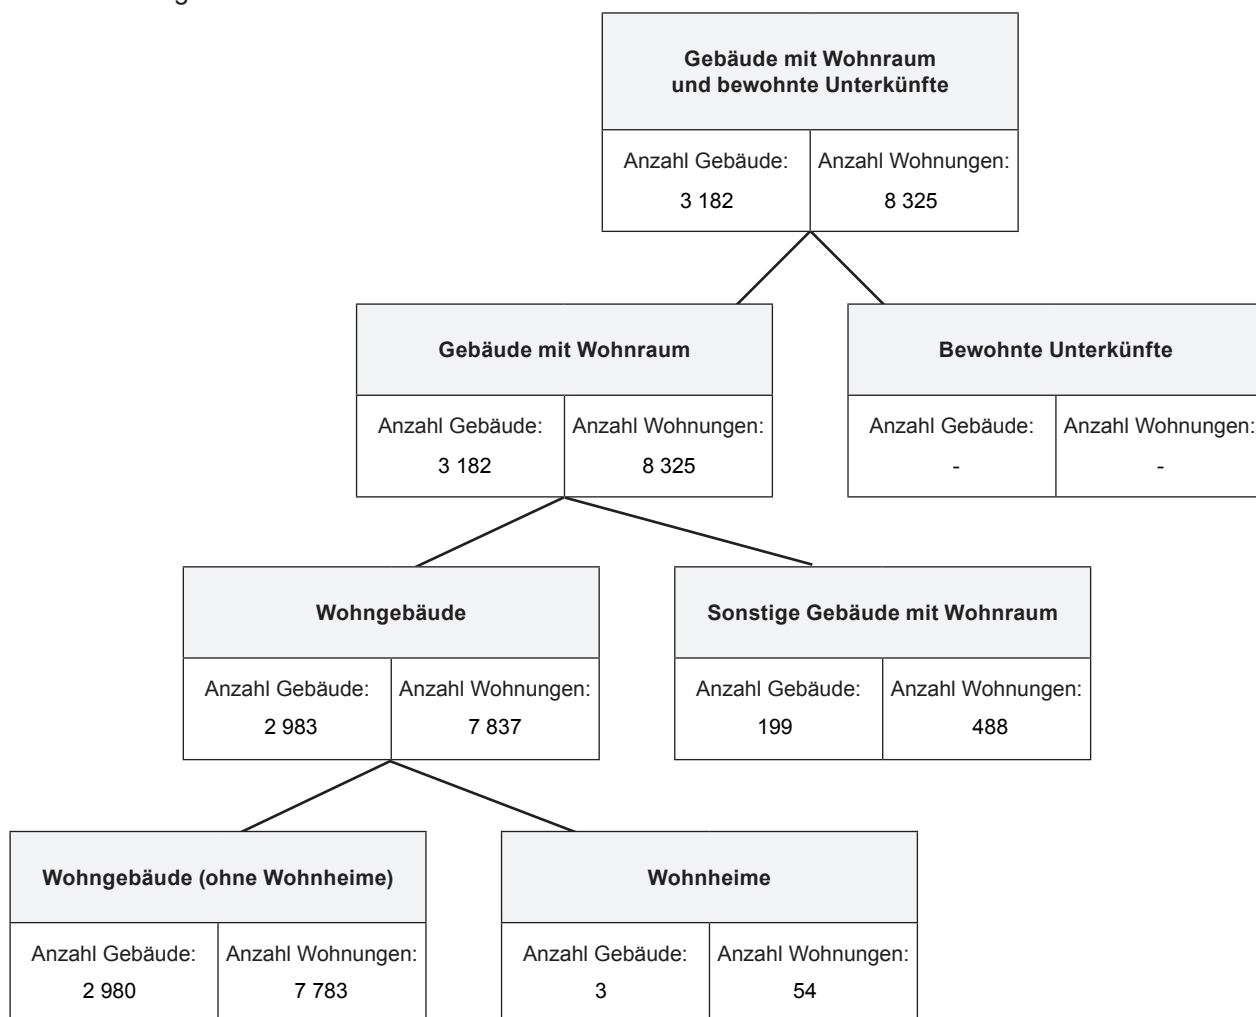 Gebäude mit Wohnraum
und bewohnte Unterkünfte
Anzahl Gebäude: Anzahl Wohnungen:
3 182 8 325
Gebäude mit Wohnraum Bewohnte Unterkünfte
Anzahl Gebäude: Anzahl Wohnungen: Anzahl Gebäude: Anzahl Wohnungen:
3 182 8 325 - -
Wohngebäude Sonstige Gebäude mit Wohnraum
Anzahl Gebäude: Anzahl Wohnungen: Anzahl Gebäude: Anzahl Wohnungen:
2 983 7 837 199 488
Wohngebäude (ohne Wohnheime) Wohnheime
Anzahl Gebäude: Anzahl Wohnungen: Anzahl Gebäude: Anzahl Wohnungen:
2 980 7 783 3 54